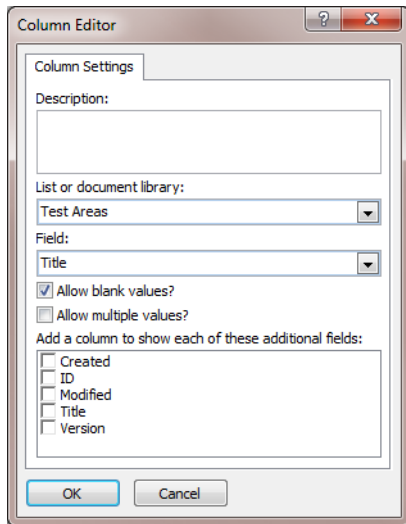 Column Editor
Column Settings
Description:
List or document library:
Test Areas
Field:
Title
Allow blank values?
Allow multiple values?
Add a column to show each of these additional fields:
Created
ID
Modified
Title
Version
OK Cancel